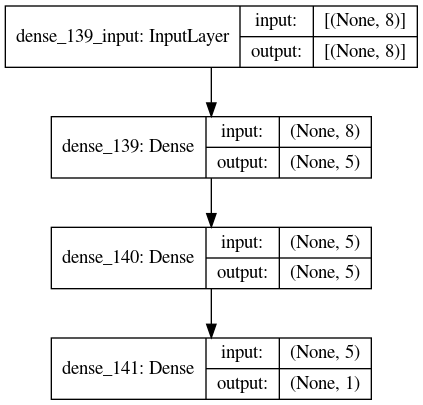 dense_139_input: InputLayer
input: [(None, 8)]
output: [(None, 8)]
dense_139: Dense
input: (None, 8)
output: (None, 5)
dense_140: Dense
input: (None, 5)
output: (None, 5)
dense_141: Dense
input: (None, 5)
output: (None, 1)